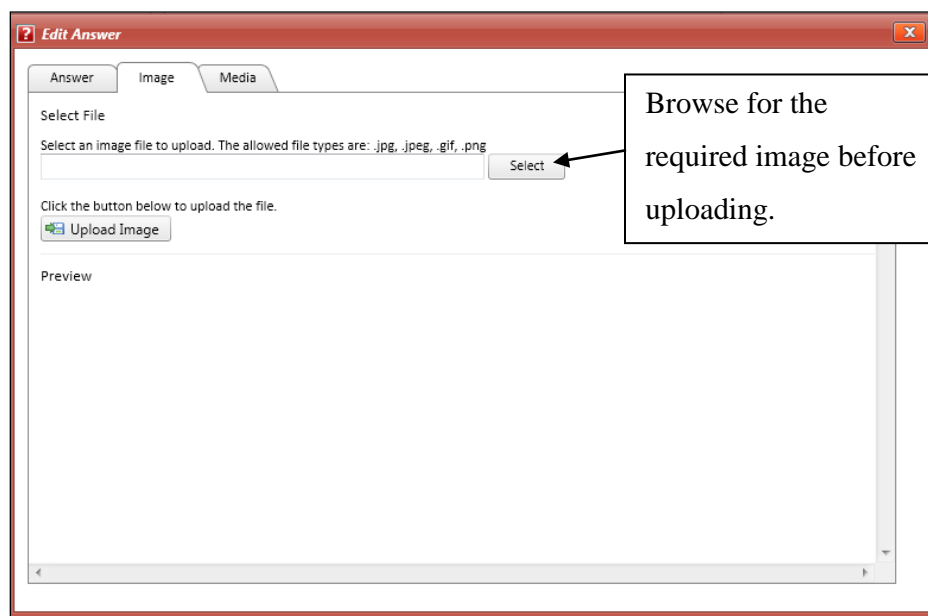 ? Edit Answer X
Answer Image Media
Select File
Select an image file to upload. The allowed file types are: .jpg, .jpeg, .gif, .png
Select
Click the button below to upload the file.
Upload Image
Preview
Browse for the
required image before
uploading.